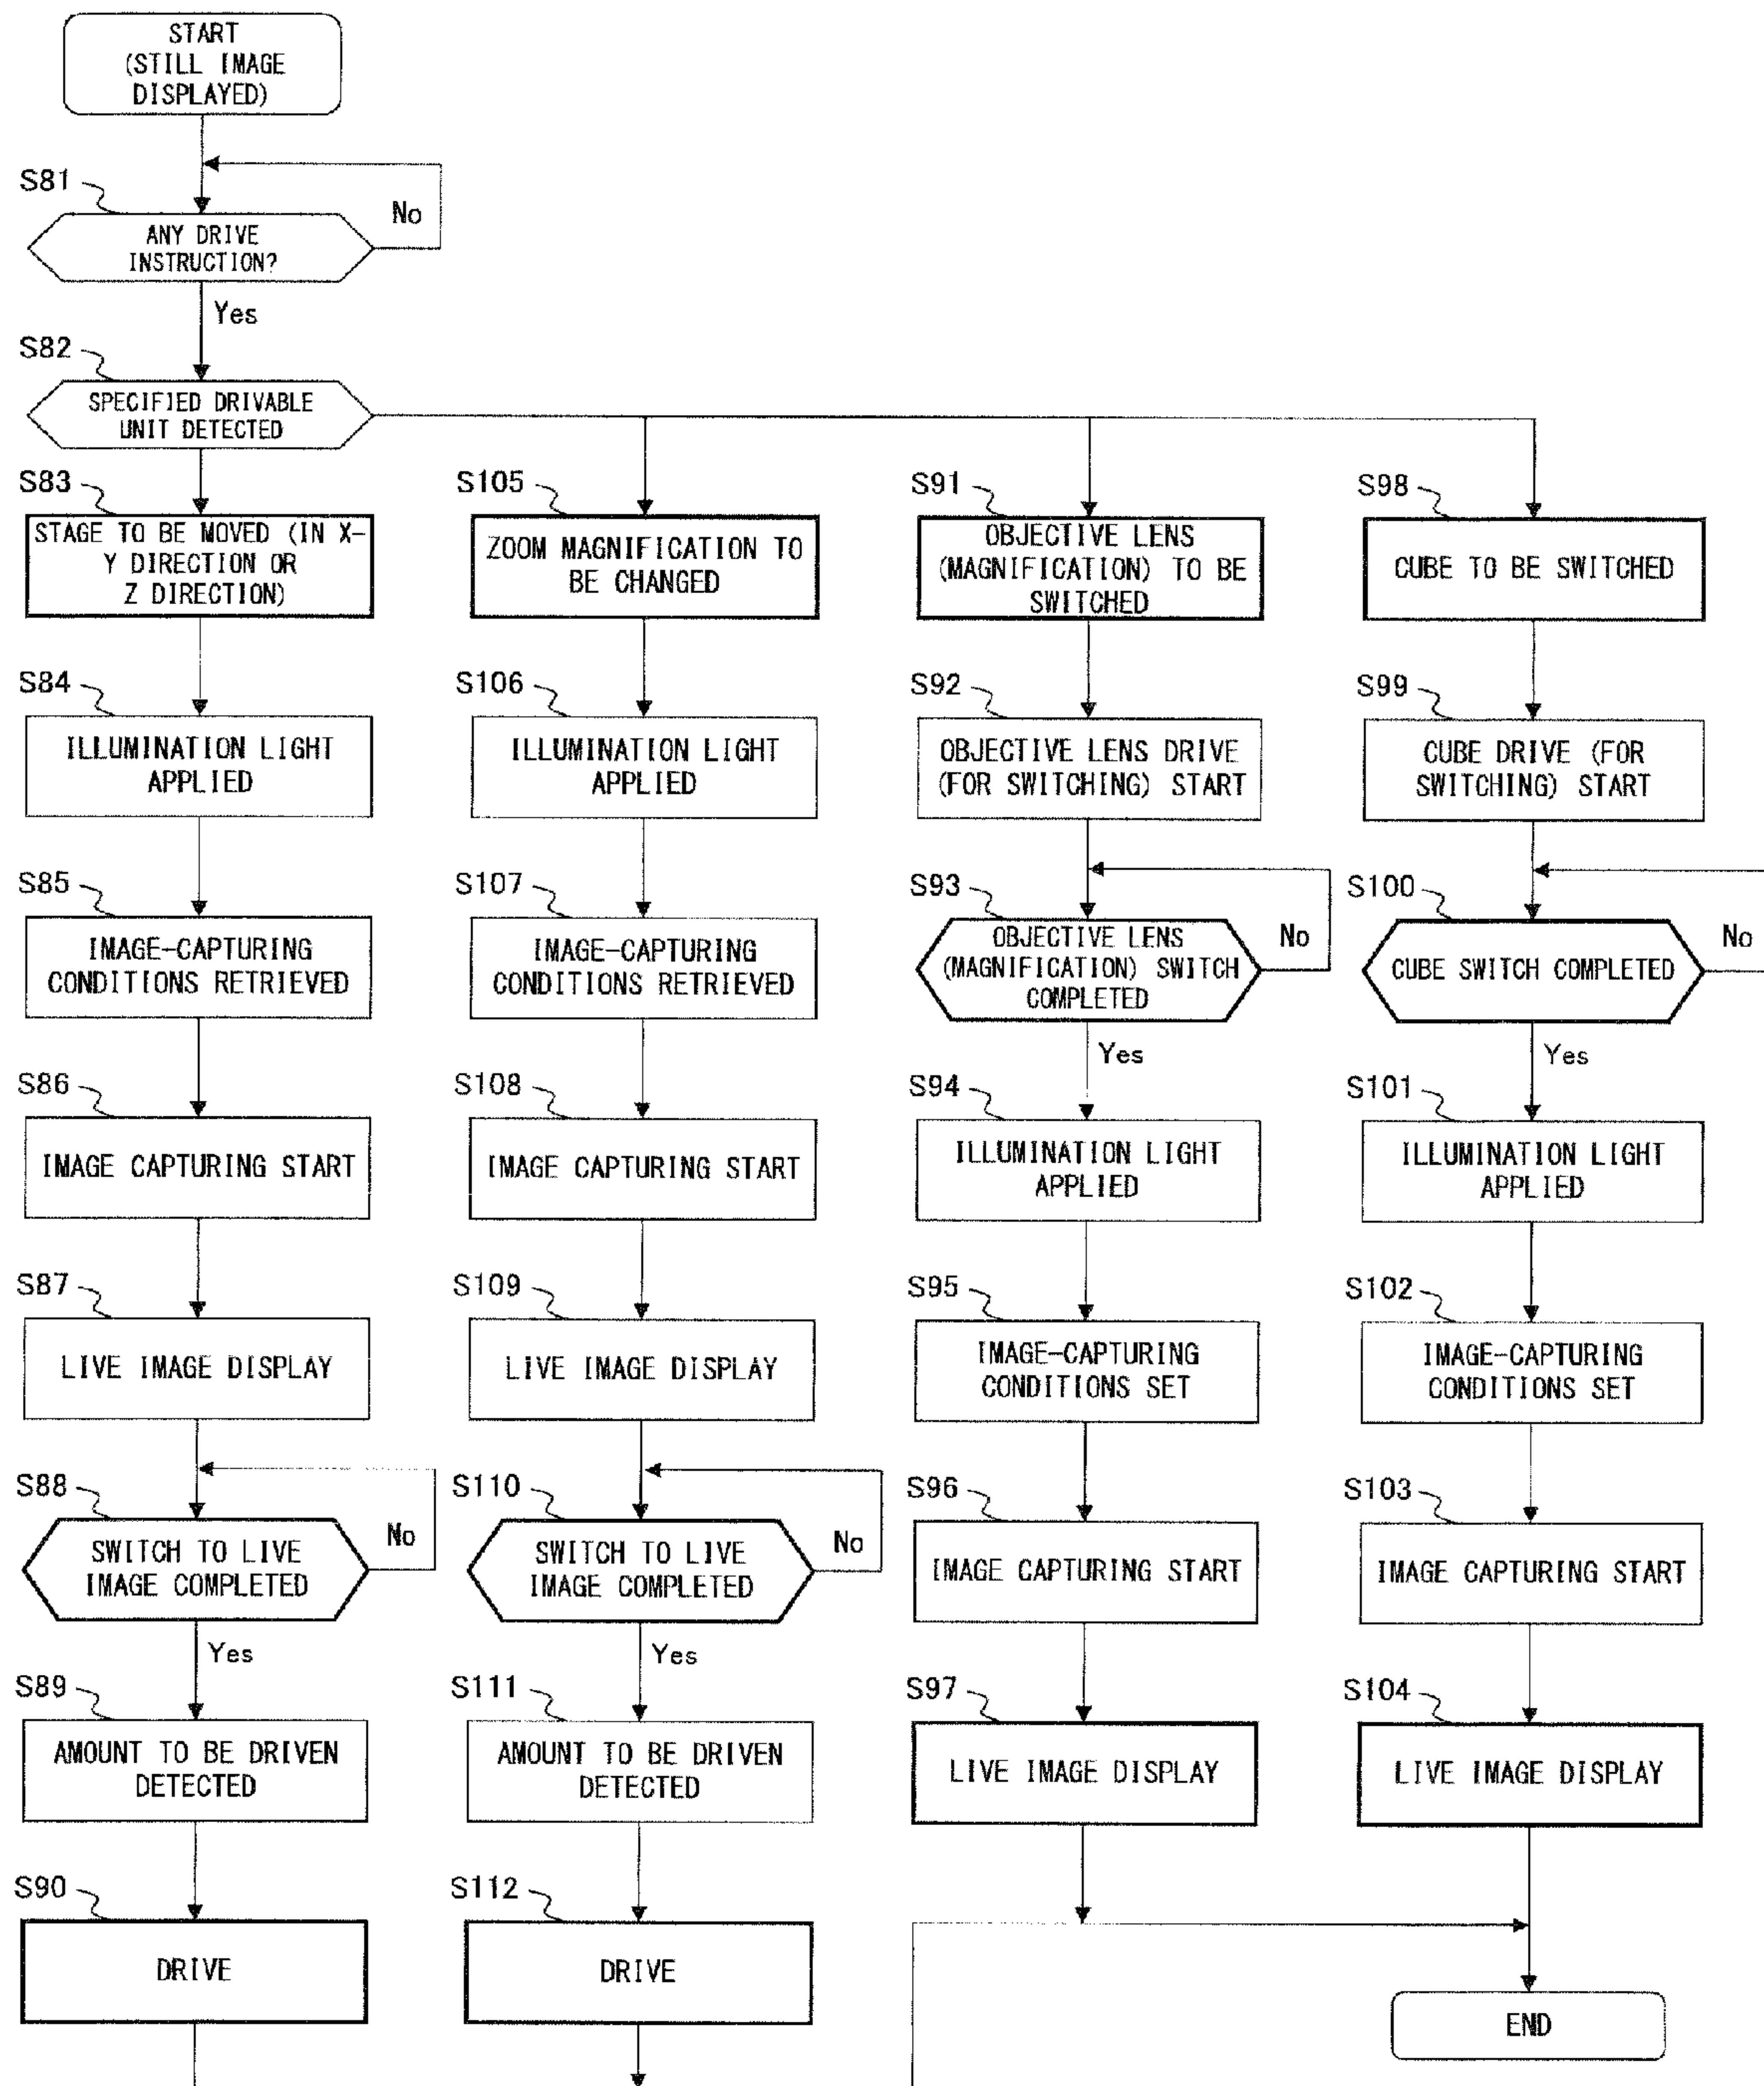 START
(STILL IMAGE
DISPLAYED)
S81
No
ANY DRIVE
INSTRUCTION?
Yes
S82
SPECIFIED DRIVABLE
UNIT DETECTED
S83
STAGE TO BE MOVED (IN X-
Y DIRECTION OR
Z DIRECTION)
S84
ILLUMINATION LIGHT
APPLIED
S85
IMAGE-CAPTURING
CONDITIONS RETRIEVED
S86
IMAGE CAPTURING START
S87
LIVE IMAGE DISPLAY
S88
No
SWITCH TO LIVE
IMAGE COMPLETED
Yes
S89
AMOUNT TO BE DRIVEN
DETECTED
S90
DRIVE
S105
ZOOM MAGNIFICATION TO
BE CHANGED
S106
ILLUMINATION LIGHT
APPLIED
S107
IMAGE-CAPTURING
CONDITIONS RETRIEVED
S108
IMAGE CAPTURING START
S109
LIVE IMAGE DISPLAY
S110
No
SWITCH TO LIVE
IMAGE COMPLETED
Yes
S111
AMOUNT TO BE DRIVEN
DETECTED
S112
DRIVE
S91
OBJECTIVE LENS
(MAGNIFICATION) TO BE
SWITCHED
S92
OBJECTIVE LENS DRIVE
(FOR SWITCHING) START
S93
No
OBJECTIVE LENS
(MAGNIFICATION) SWITCH
COMPLETED
Yes
S94
ILLUMINATION LIGHT
APPLIED
S95
IMAGE-CAPTURING
CONDITIONS SET
S96
IMAGE CAPTURING START
S97
LIVE IMAGE DISPLAY
S98
CUBE TO BE SWITCHED
S99
CUBE DRIVE (FOR
SWITCHING) START
S100
No
CUBE SWITCH COMPLETED
Yes
S101
ILLUMINATION LIGHT
APPLIED
S102
IMAGE-CAPTURING
CONDITIONS SET
S103
IMAGE CAPTURING START
S104
LIVE IMAGE DISPLAY
END